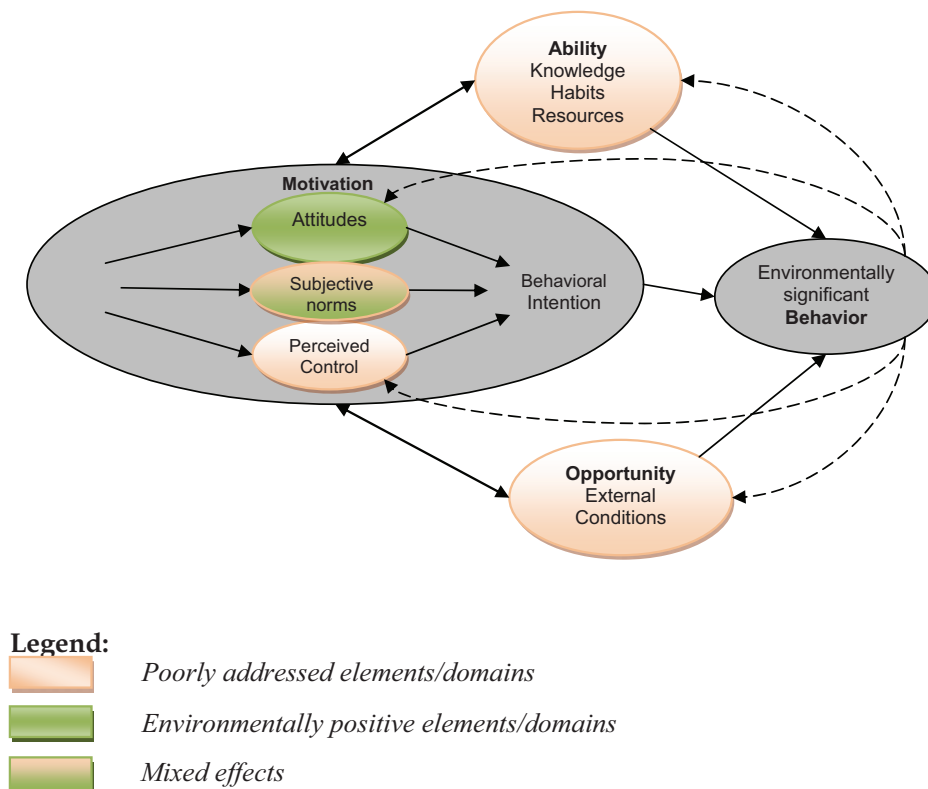 Ability
Knowledge
Habits
Resources
Motivation
Attitudes
Subjective
norms
Perceived
Control
Behavioral
Intention
Environmentally
significant
Behavior
Opportunity
External
Conditions
Legend:
Poorly addressed elements/domains
Environmentally positive elements/domains
Mixed effects